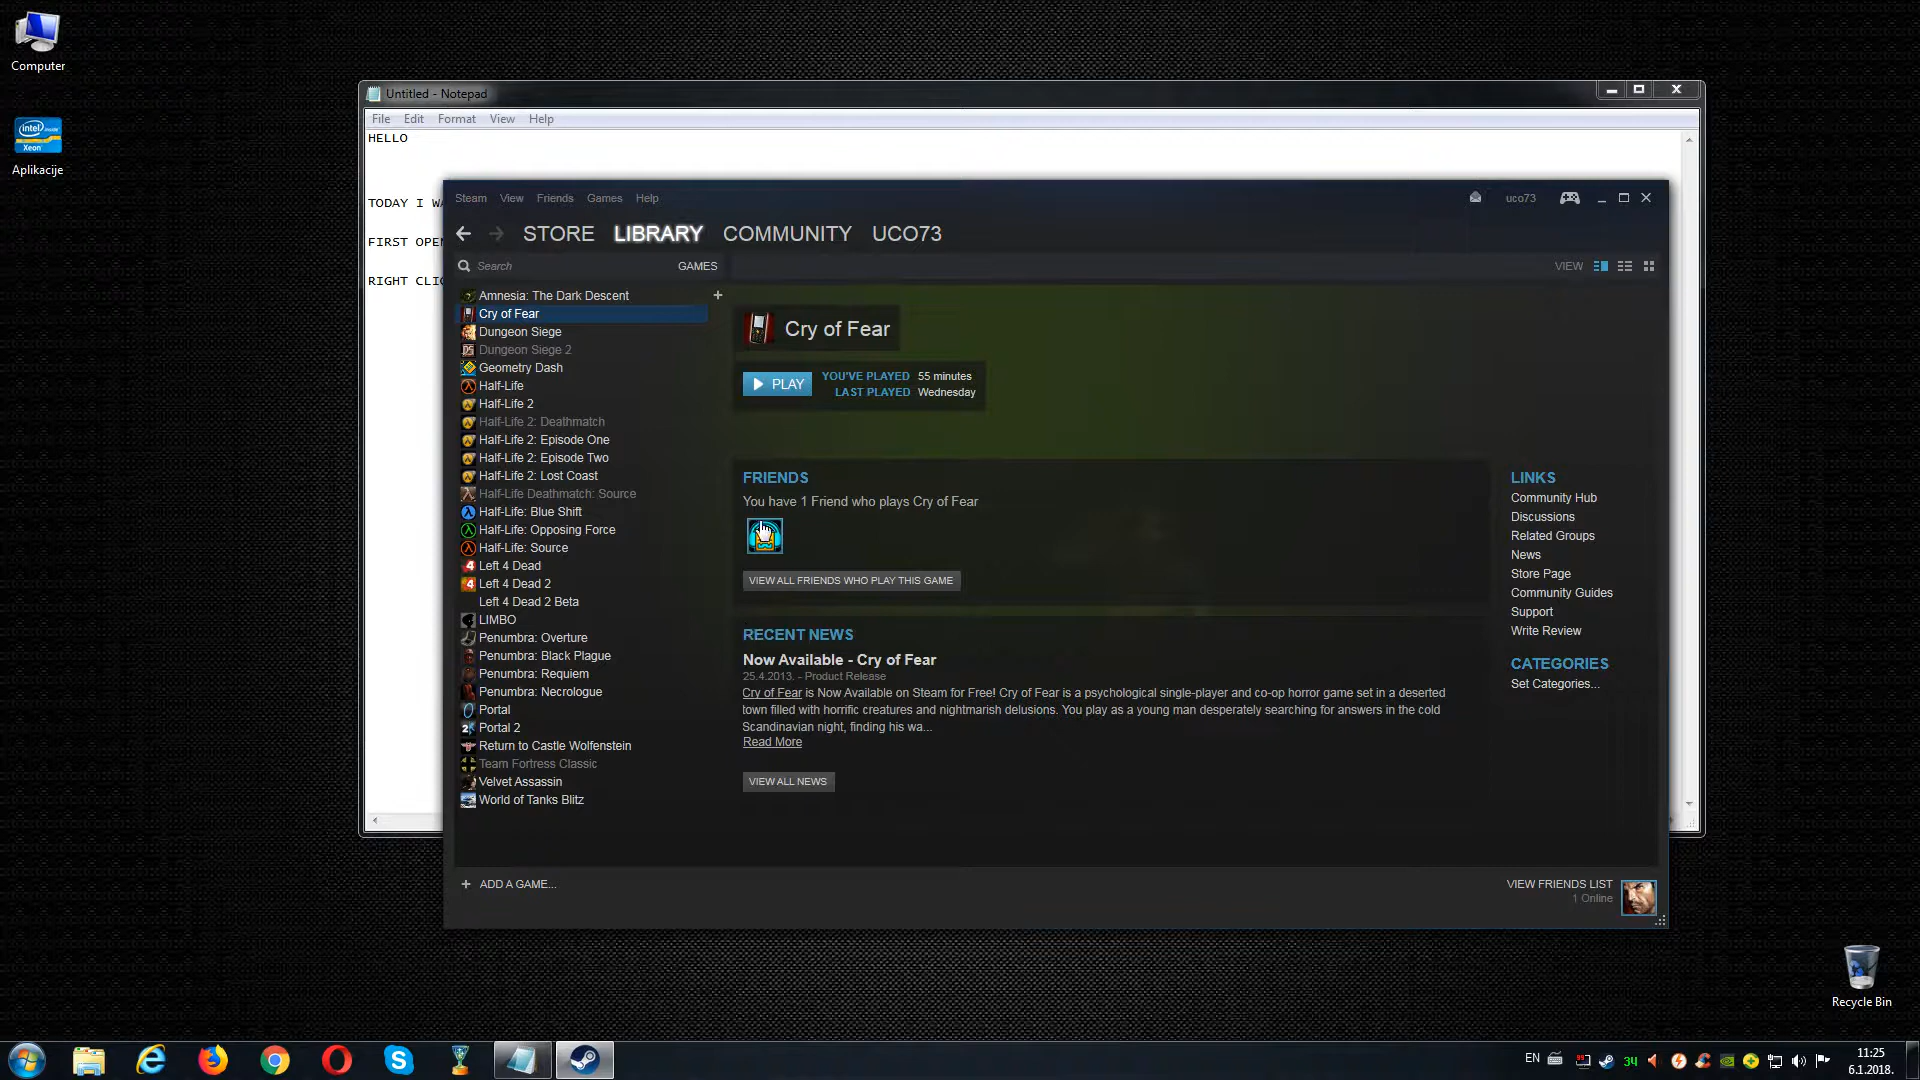 Computer
intel inside
Xeon
Aplikacije
Untitled - Notepad
File Edit Format View Help
HELLO
TODAY I WA
FIRST OPEN
RIGHT CLIC
Steam View Friends Games Help
uco73
STORE LIBRARY COMMUNITY UCO73
Search
GAMES
VIEW
Amnesia: The Dark Descent
Cry of Fear
Dungeon Siege
Dungeon Siege 2
Geometry Dash
Half-Life
Half-Life 2
Half-Life 2: Deathmatch
Half-Life 2: Episode One
Half-Life 2: Episode Two
Half-Life 2: Lost Coast
Half-Life Deathmatch: Source
Half-Life: Blue Shift
Half-Life: Opposing Force
Half-Life: Source
Left 4 Dead
Left 4 Dead 2
Left 4 Dead 2 Beta
LIMBO
Penumbra: Overture
Penumbra: Black Plague
Penumbra: Requiem
Penumbra: Necrologue
Portal
Portal 2
Return to Castle Wolfenstein
Team Fortress Classic
Velvet Assassin
World of Tanks Blitz
+ ADD A GAME...
Cry of Fear
PLAY
YOU'VE PLAYED 55 minutes
LAST PLAYED Wednesday
FRIENDS
You have 1 Friend who plays Cry of Fear
VIEW ALL FRIENDS WHO PLAY THIS GAME
RECENT NEWS
Now Available - Cry of Fear
25.4.2013. - Product Release
Cry of Fear is Now Available on Steam for Free! Cry of Fear is a psychological single-player and co-op horror game set in a deserted
town filled with horrific creatures and nightmarish delusions. You play as a young man desperately searching for answers in the cold
Scandinavian night, finding his wa...
Read More
VIEW ALL NEWS
LINKS
Community Hub
Discussions
Related Groups
News
Store Page
Community Guides
Support
Write Review
CATEGORIES
Set Categories...
VIEW FRIENDS LIST
1 Online
Recycle Bin
EN
34
11:25
6.1.2018.